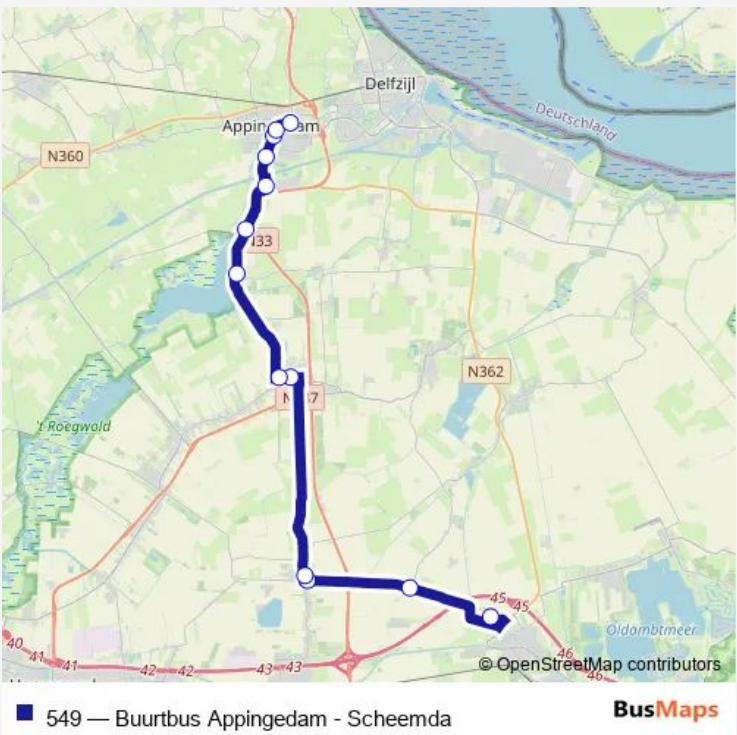 Delfzijl
Appingedam
Deutschland
N360
N33
N362
't Roegwold
45
45
Oldambtmeer
40
41
41
42
42
43 43
46
46
© OpenStreetMap contributors
549 — Buurtbus Appingedam - Scheemda
BusMaps